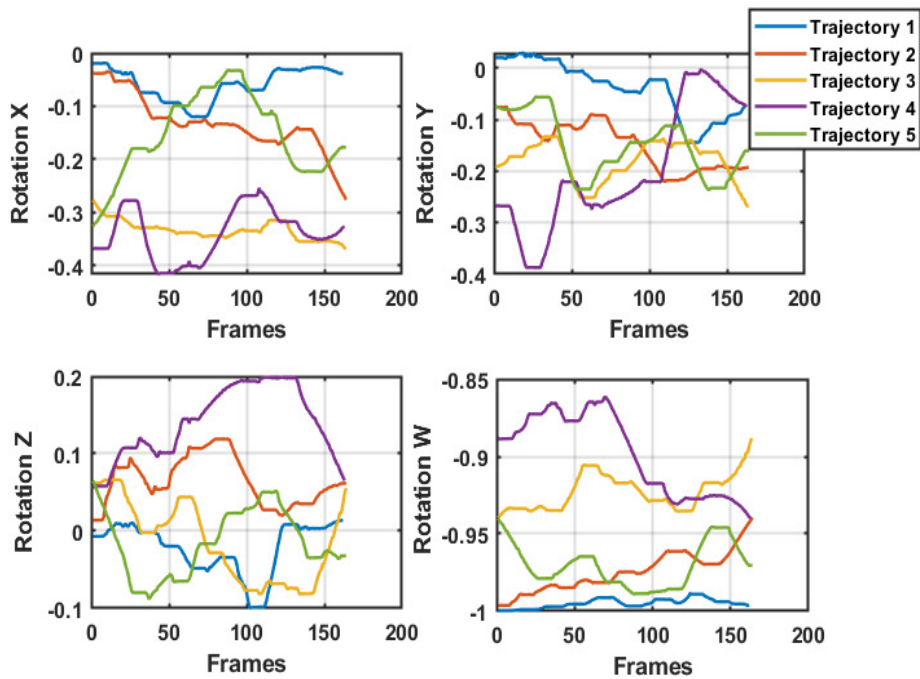 Trajectory 1
Trajectory 2
Trajectory 3
Trajectory 4
Trajectory 5
0
-0.1
-0.2
-0.3
-0.4
Rotation X
0 50 100 150 200
Frames
0
-0.1
-0.2
-0.3
-0.4
Rotation Y
0 50 100 150 200
Frames
0.2
0.1
0
-0.1
Rotation Z
0 50 100 150 200
Frames
-0.85
-0.9
-0.95
-1
Rotation W
0 50 100 150 200
Frames